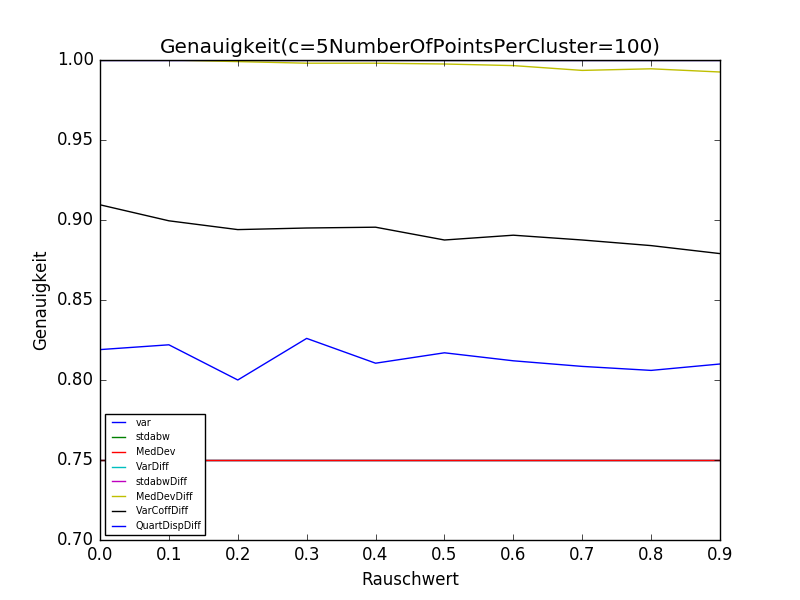 Genauigkeit(c=5NumberOfPointsPerCluster=100)
1.00
0.95
0.90
0.85
0.80
0.75
0.70
Genauigkeit
var
stdabw
MedDev
VarDiff
stdabwDiff
MedDevDiff
VarCoffDiff
QuartDispDiff
0.0 0.1 0.2 0.3 0.4 0.5 0.6 0.7 0.8 0.9
Rauschwert